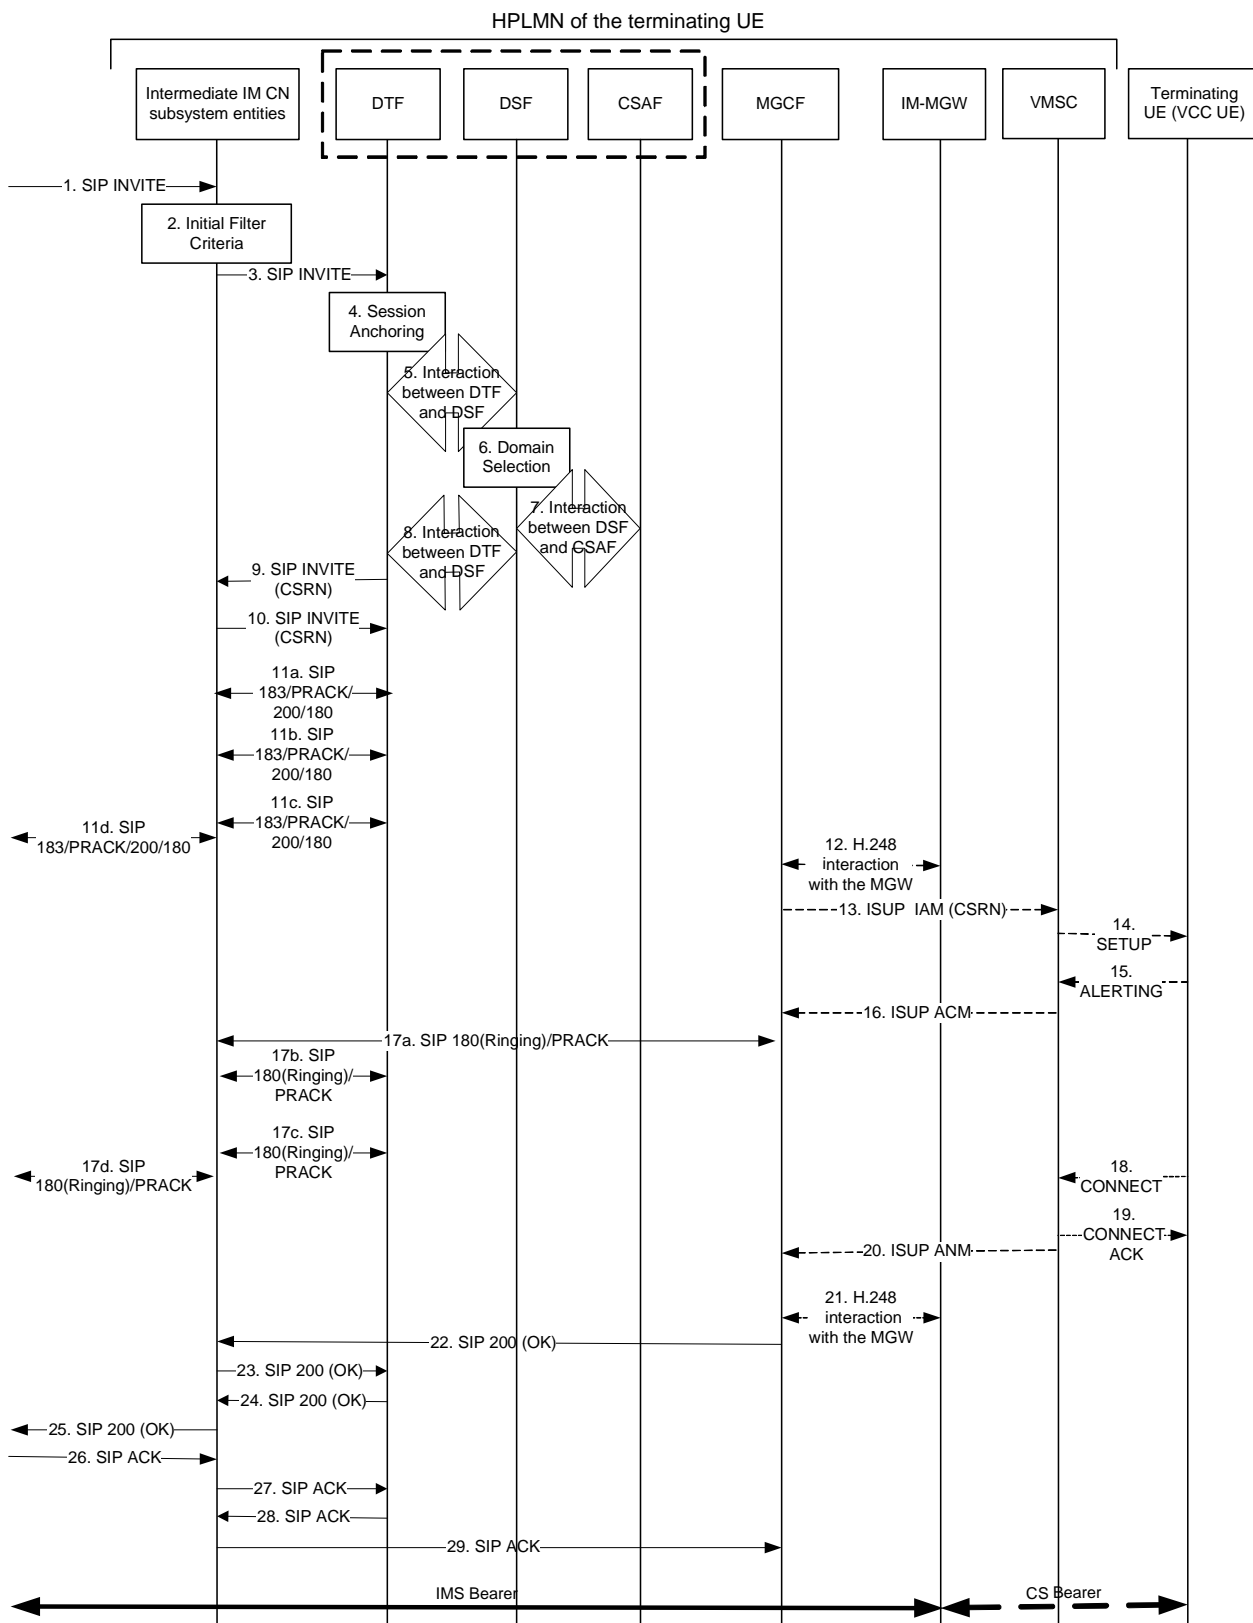 HPLMN of the terminating UE
Intermediate IM CN
subsystem entities
DTF
DSF
CSAF
MGCF
IM-MGW
VMSC
Terminating
UE (VCC UE)
1. SIP INVITE
2. Initial Filter
Criteria
3. SIP INVITE
4. Session
Anchoring
5. Interaction
between DTF
and DSF
6. Domain
Selection
7. Interaction
between DSF
and CSAF
8. Interaction
between DTF
and DSF
9. SIP INVITE
(CSRN)
10. SIP INVITE
(CSRN)
11a. SIP
183/PRACK/
200/180
11b. SIP
183/PRACK/
200/180
11c. SIP
183/PRACK/
200/180
11d. SIP
183/PRACK/200/180
12. H.248
interaction
with the MGW
13. ISUP IAM (CSRN)
14.
SETUP
15.
ALERTING
16. ISUP ACM
17a. SIP 180(Ringing)/PRACK
17b. SIP
180(Ringing)/
PRACK
17c. SIP
180(Ringing)/
PRACK
17d. SIP
180(Ringing)/PRACK
18.
CONNECT
19.
CONNECT
ACK
20. ISUP ANM
21. H.248
interaction
with the MGW
22. SIP 200 (OK)
23. SIP 200 (OK)
24. SIP 200 (OK)
25. SIP 200 (OK)
26. SIP ACK
27. SIP ACK
28. SIP ACK
29. SIP ACK
IMS Bearer
CS Bearer